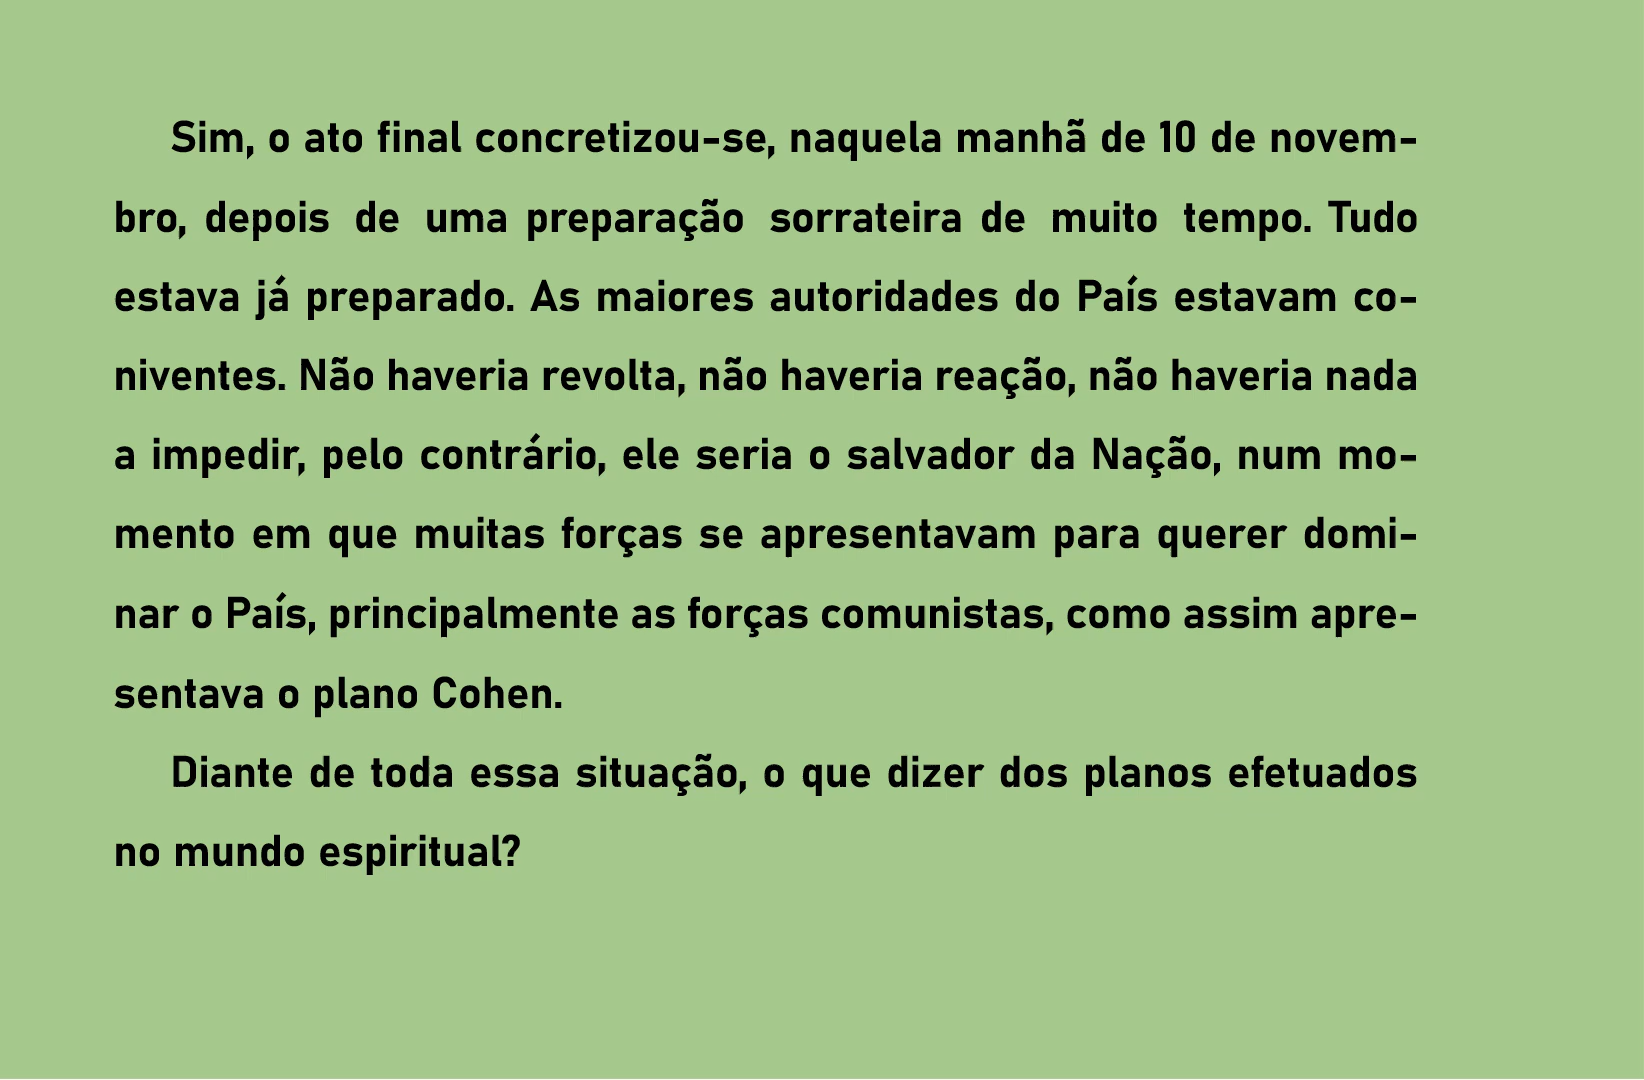 Sim, o ato final concretizou-se, naquela manhã de 10 de novem-
bro, depois de uma preparação sorrateira de muito tempo. Tudo
estava já preparado. As maiores autoridades do País estavam co-
niventes. Não haveria revolta, não haveria reação, não haveria nada
a impedir, pelo contrário, ele seria o salvador da Nação, num mo-
mento em que muitas forças se apresentavam para querer domi-
nar o País, principalmente as forças comunistas, como assim apre-
sentava o plano Cohen.
Diante de toda essa situação, o que dizer dos planos efetuados
no mundo espiritual?